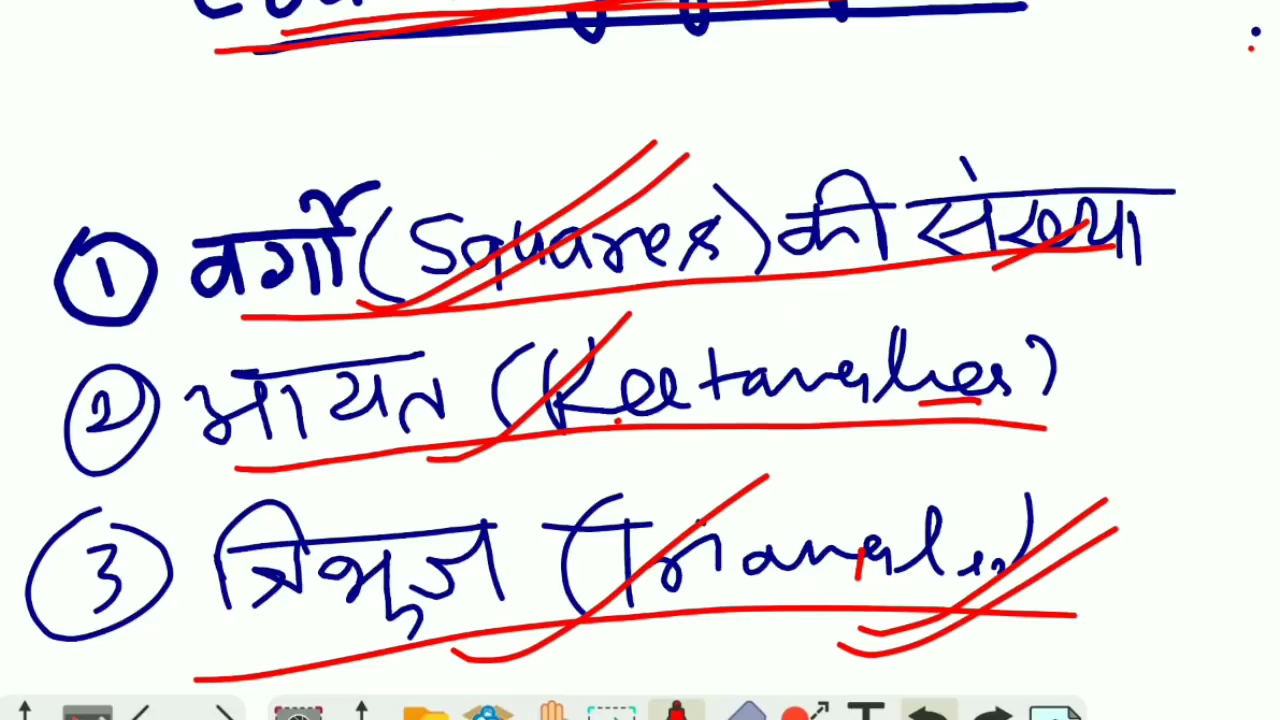 ① वर्गो (Squares) की संख्या
② आयत (Rectangles)
③ त्रिभुज (Triangles)